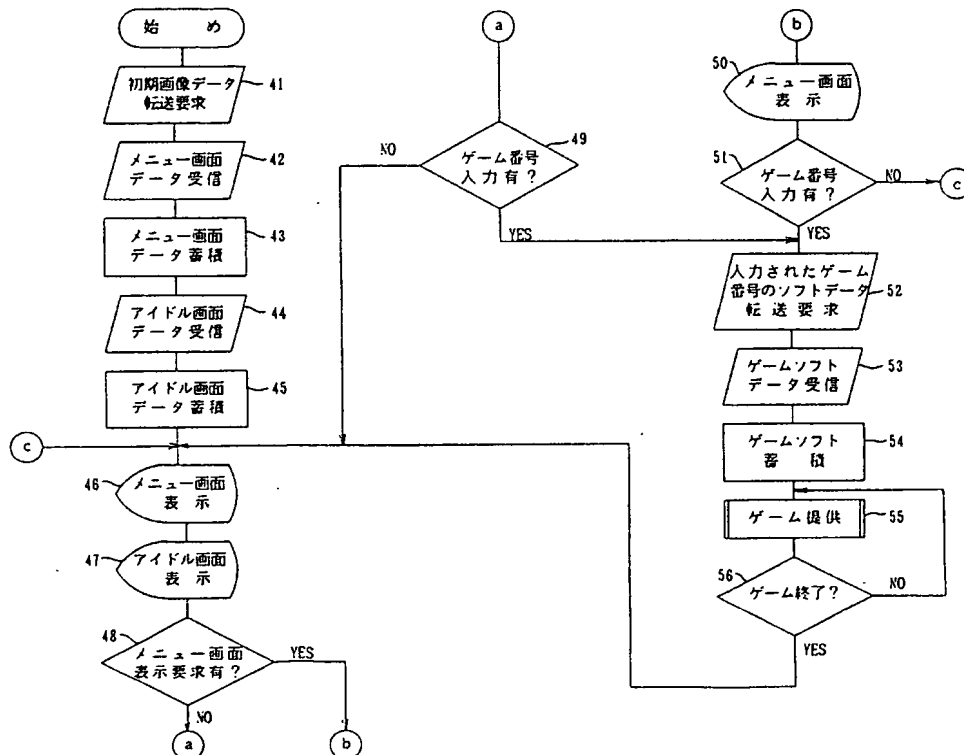 始 め
初期画像データ
転送要求
41
メニュー画面
データ受信
42
メニュー画面
データ蓄積
43
アイドル画面
データ受信
44
アイドル画面
データ蓄積
45
c
46
メニュー画面
表 示
47
アイドル画面
表 示
48
メニュー画面
表示要求有?
YES
NO
a
b
a
49
ゲーム番号
入力有?
NO
YES
b
50
メニュー画面
表 示
51
ゲーム番号
入力有?
NO
c
YES
入力されたゲーム
番号のソフトデータ
転 送 要 求
52
ゲームソフト
データ受信
53
ゲームソフト
蓄 積
54
ゲーム提供
55
56
ゲーム終了?
NO
YES